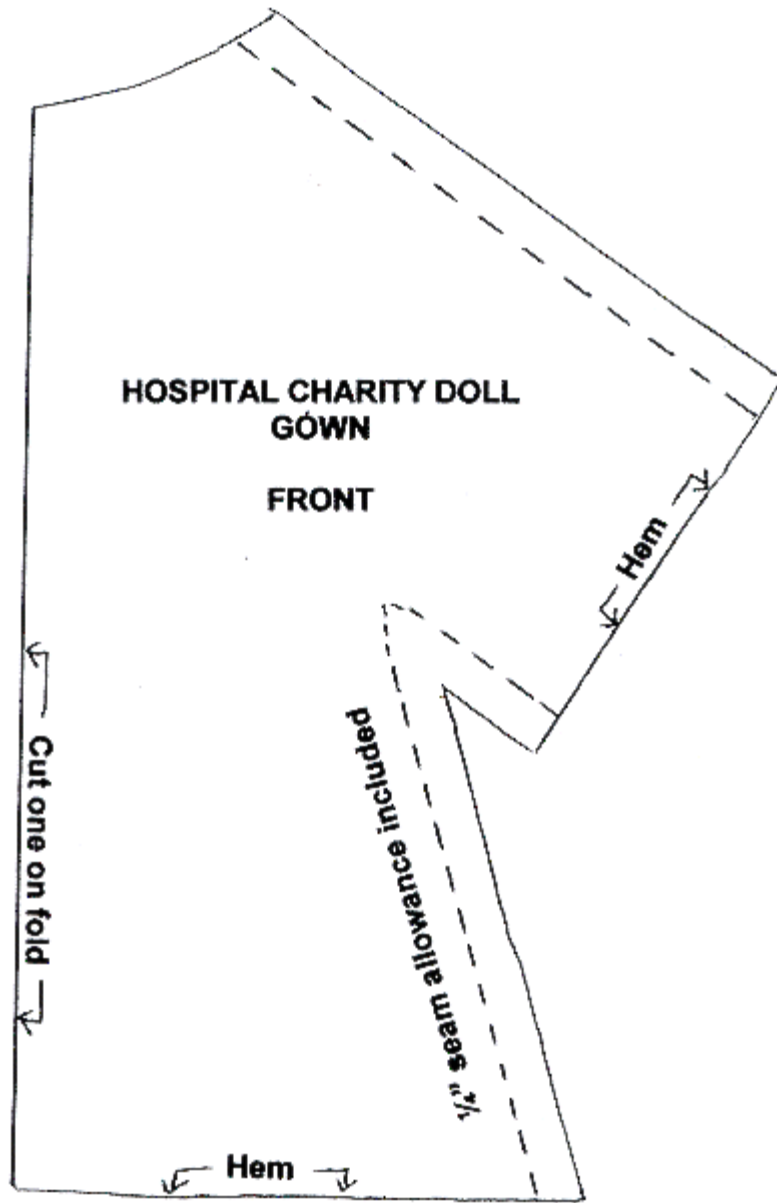 HOSPITAL CHARITY DOLL
GOWN
FRONT
Hem
Cut one on fold
¼" seam allowance included
Hem